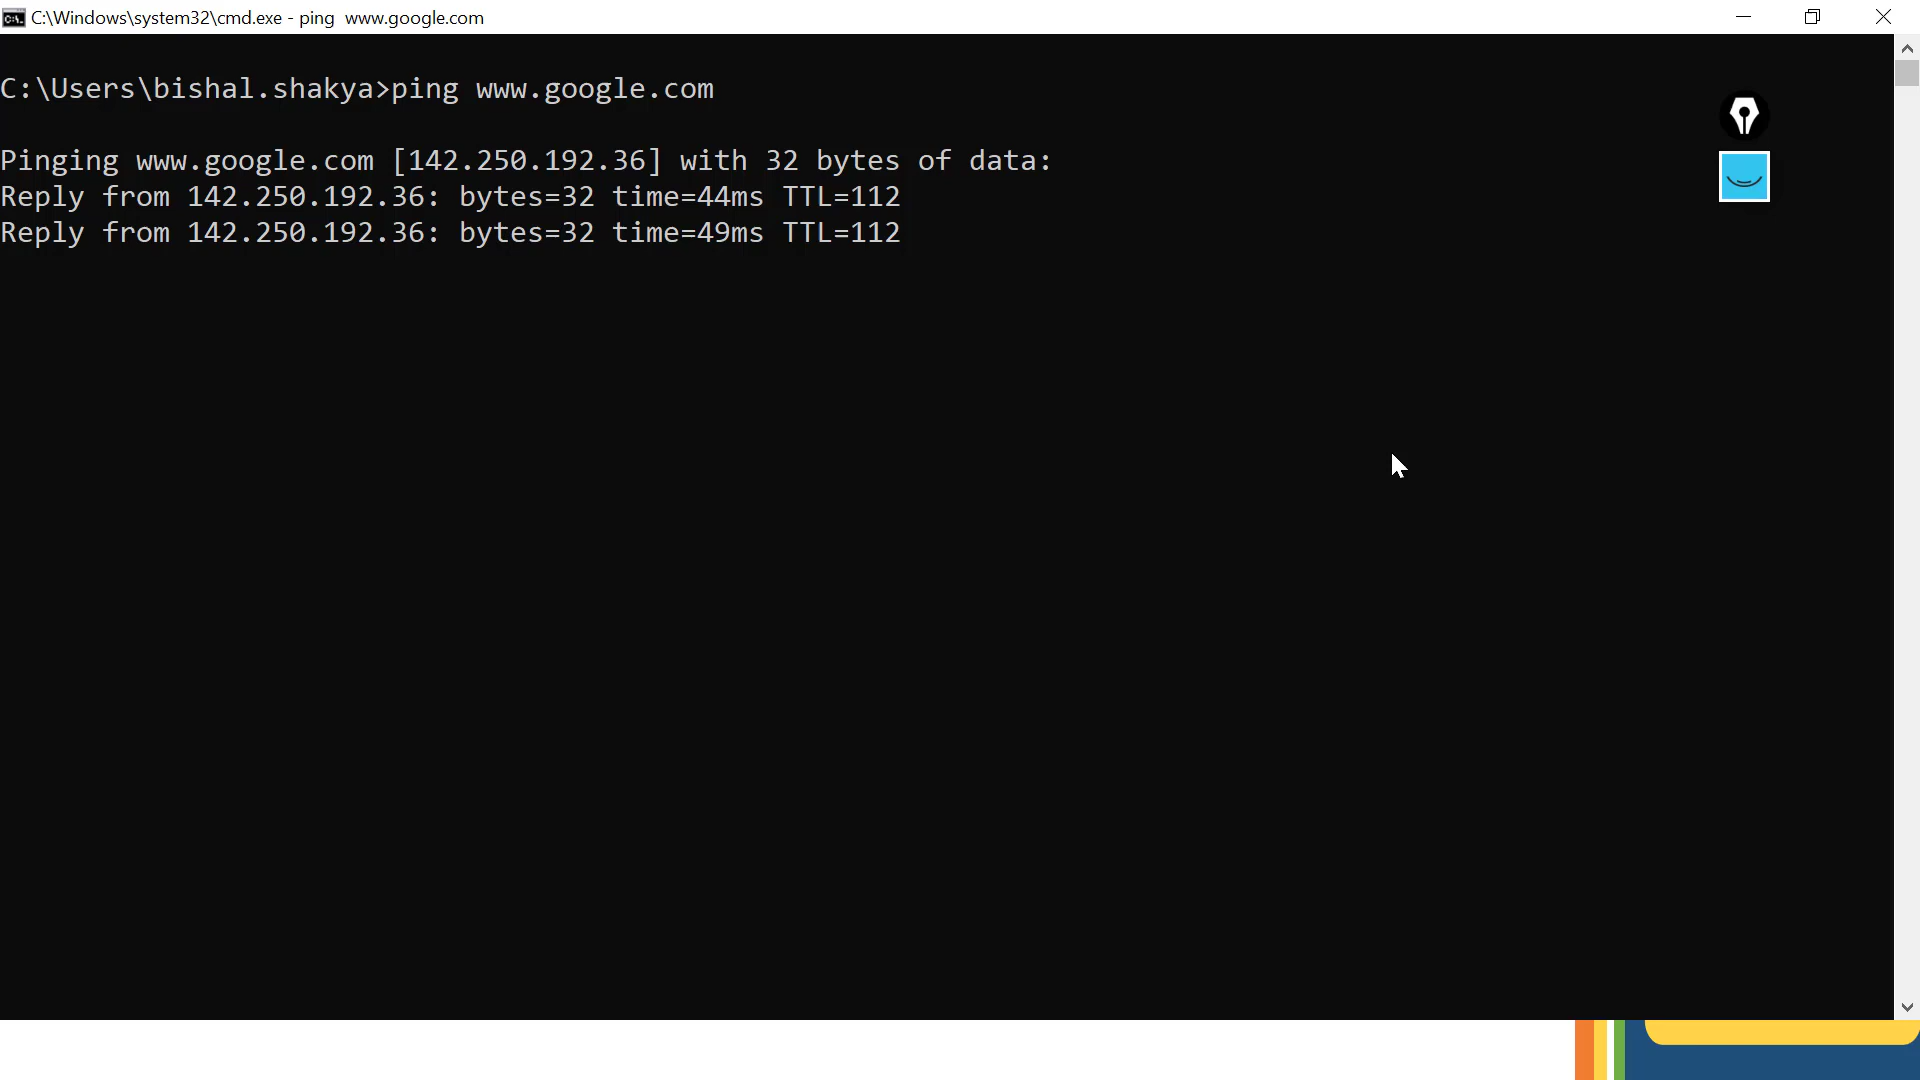 C:\Windows\system32\cmd.exe - ping  www.google.com
C:\Users\bishal.shakya>ping www.google.com
Pinging www.google.com [142.250.192.36] with 32 bytes of data:
Reply from 142.250.192.36: bytes=32 time=44ms TTL=112
Reply from 142.250.192.36: bytes=32 time=49ms TTL=112